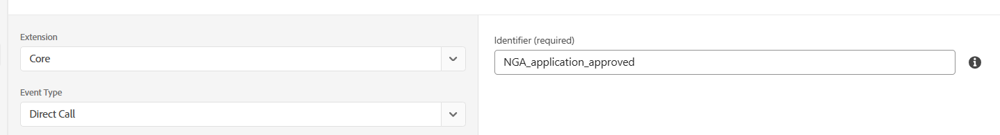 Extension
Core
Event Type
Direct Call
Identifier (required)
NGA_application_approved